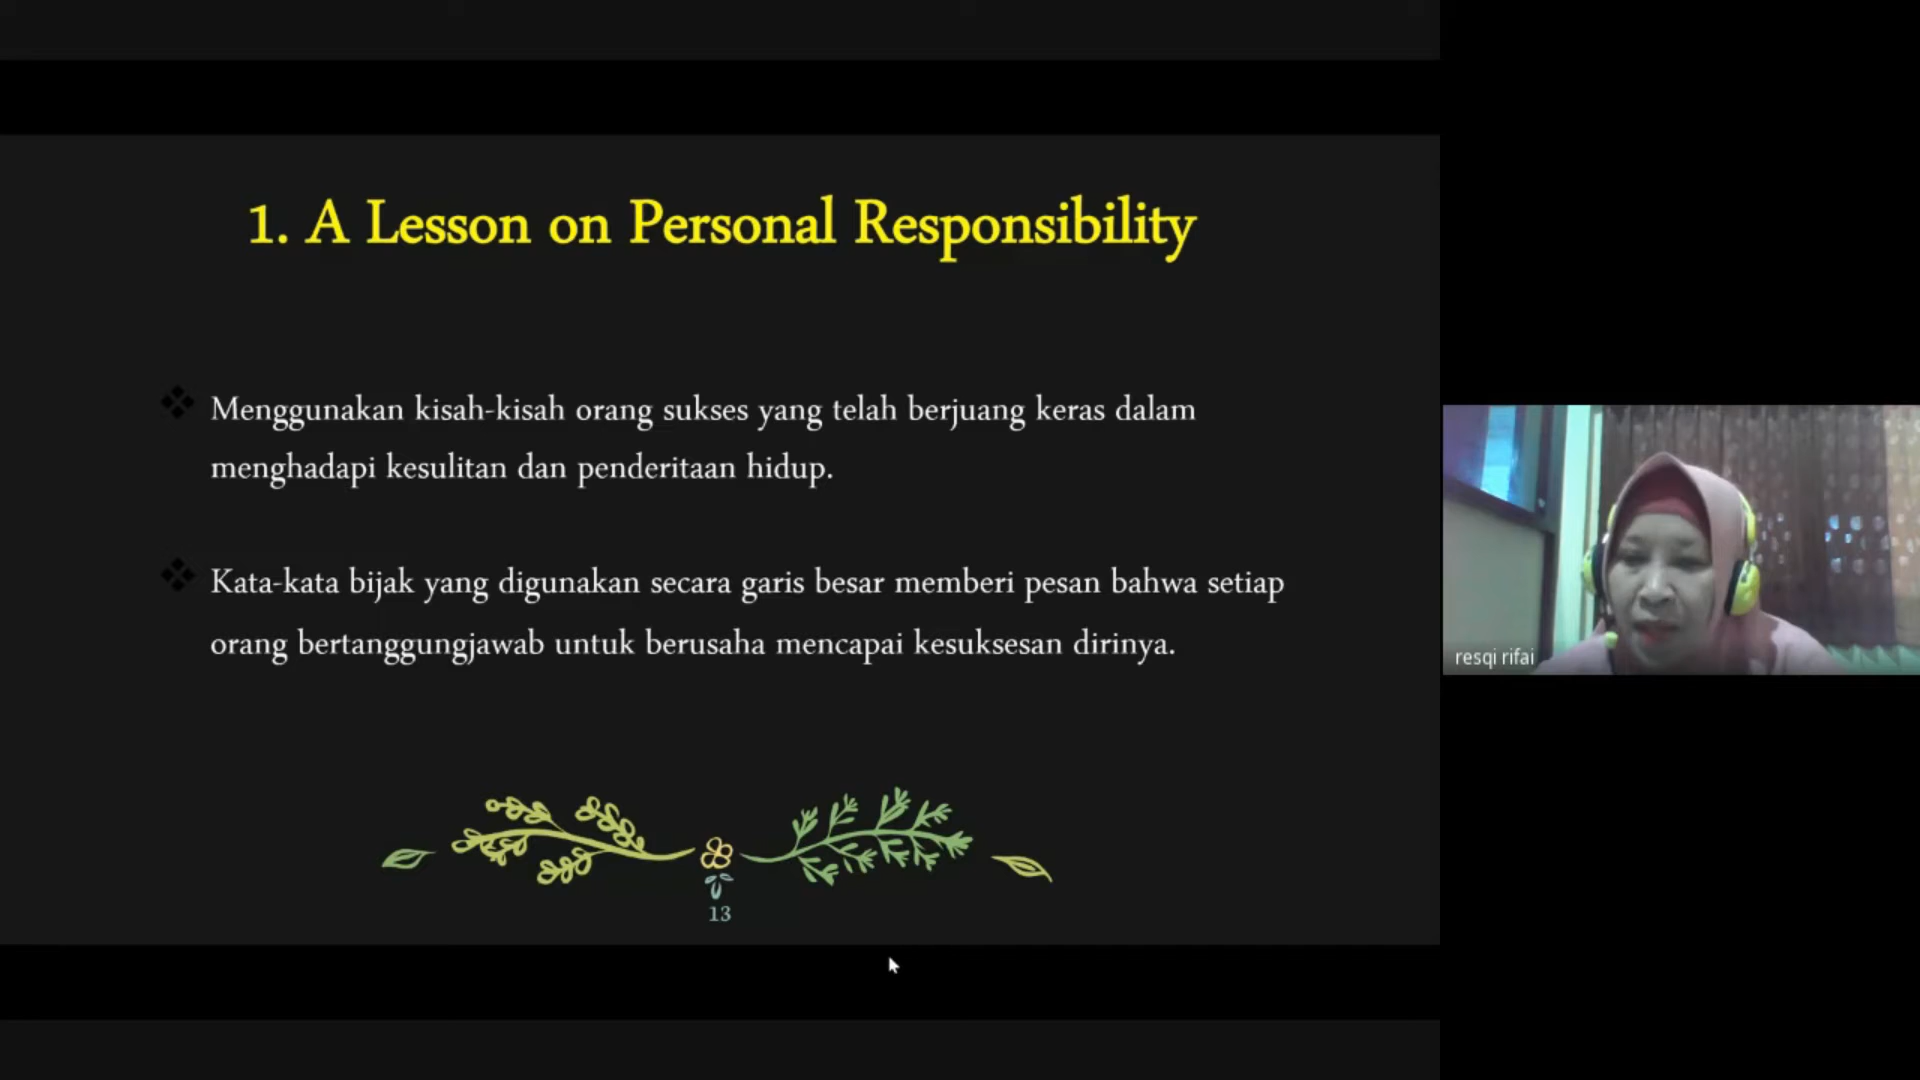 1. A Lesson on Personal Responsibility
Menggunakan kisah-kisah orang sukses yang telah berjuang keras dalam
menghadapi kesulitan dan penderitaan hidup.
Kata-kata bijak yang digunakan secara garis besar memberi pesan bahwa setiap
orang bertanggungjawab untuk berusaha mencapai kesuksesan dirinya.
13
resqi rifai